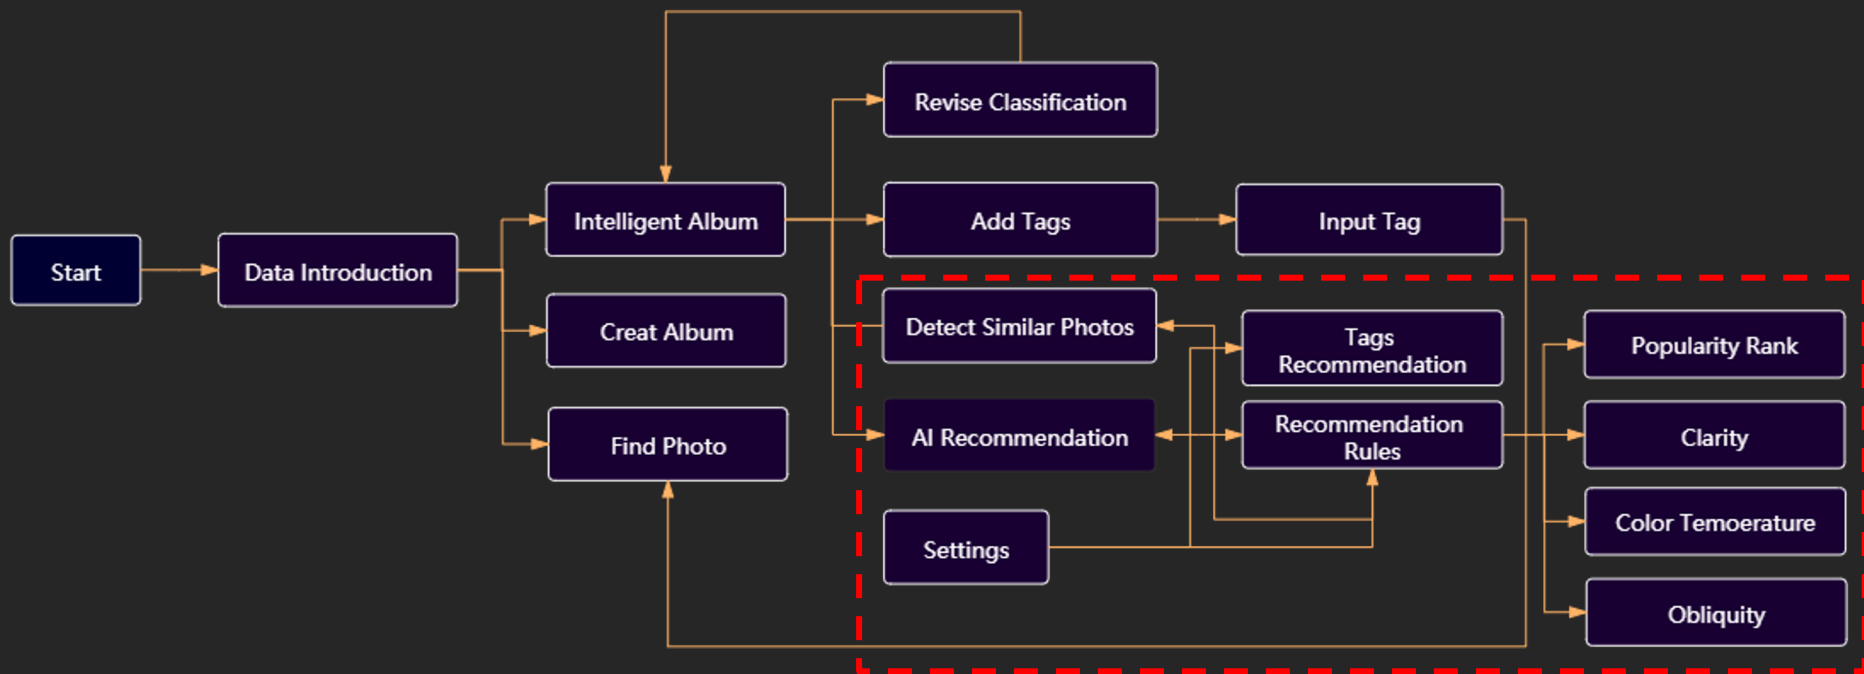 Start
Data Introduction
Intelligent Album
Creat Album
Find Photo
Revise Classification
Add Tags
Input Tag
Detect Similar Photos
AI Recommendation
Settings
Tags
Recommendation
Recommendation
Rules
Popularity Rank
Clarity
Color Temoerature
Obliquity